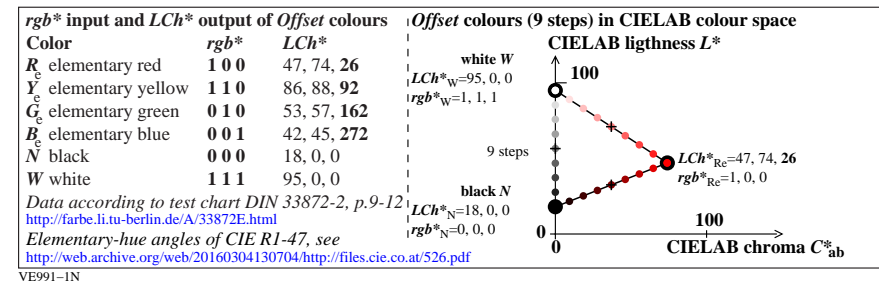 rgb* input and LCh* output of Offset colours
Color rgb* LCh*
Re elementary red 1 0 0 47, 74, 26
Ye elementary yellow 1 1 0 86, 88, 92
Ge elementary green 0 1 0 53, 57, 162
Be elementary blue 0 0 1 42, 45, 272
N black 0 0 0 18, 0, 0
W white 1 1 1 95, 0, 0
Data according to test chart DIN 33872-2, p.9-12
http://farbe.li.tu-berlin.de/A/33872E.html
Elementary-hue angles of CIE R1-47, see
http://web.archive.org/web/20160304130704/http://files.cie.co.at/526.pdf
Offset colours (9 steps) in CIELAB colour space
CIELAB ligthness L*
white W
LCh*W=95, 0, 0
rgb*W=1, 1, 1
100
9 steps
LCh*Re=47, 74, 26
rgb*Re=1, 0, 0
black N
LCh*N=18, 0, 0
rgb*N=0, 0, 0
0
100
0
CIELAB chroma C*ab
VE991−1N